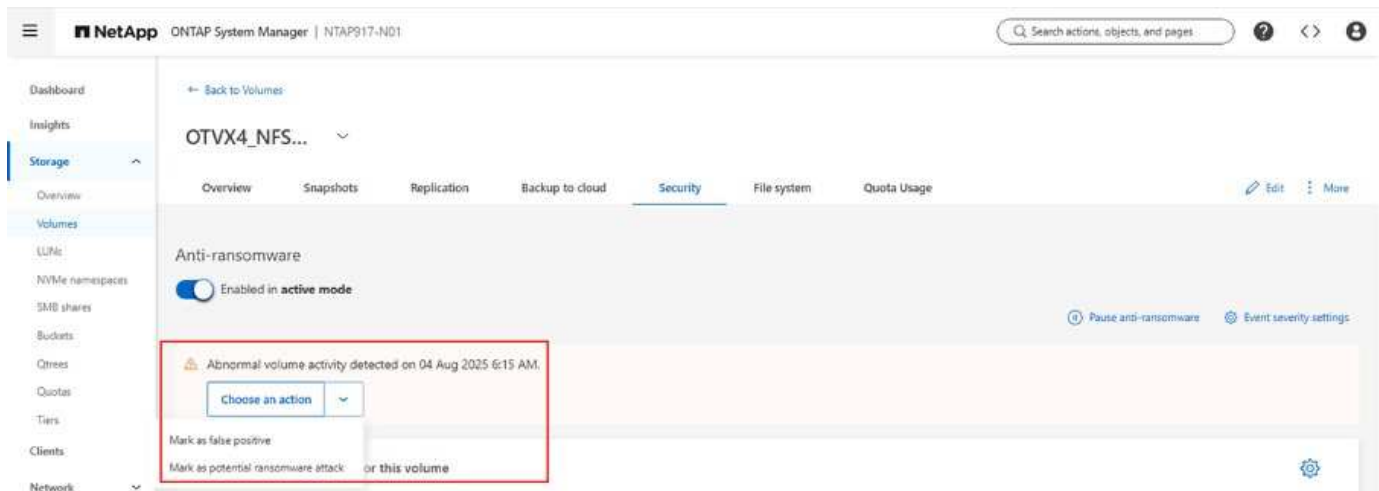 NetApp ONTAP System Manager | NTAP917-N01 Search actions, objects, and pages
Dashboard
← Back to Volumes
Insights
OTVX4_NFS...
Storage
Overview Snapshots Replication Backup to cloud Security File system Quota Usage Edit More
Overview
Volumes
LUNs
Anti-ransomware
NVMe namespaces
Enabled in active mode
SMB shares
Pause anti-ransomware Event severity settings
Buckets
Qtrees
Abnormal volume activity detected on 04 Aug 2025 6:15 AM.
Quotas
Choose an action
Tiers
Mark as false positive
Clients
Mark as potential ransomware attack or this volume
Network